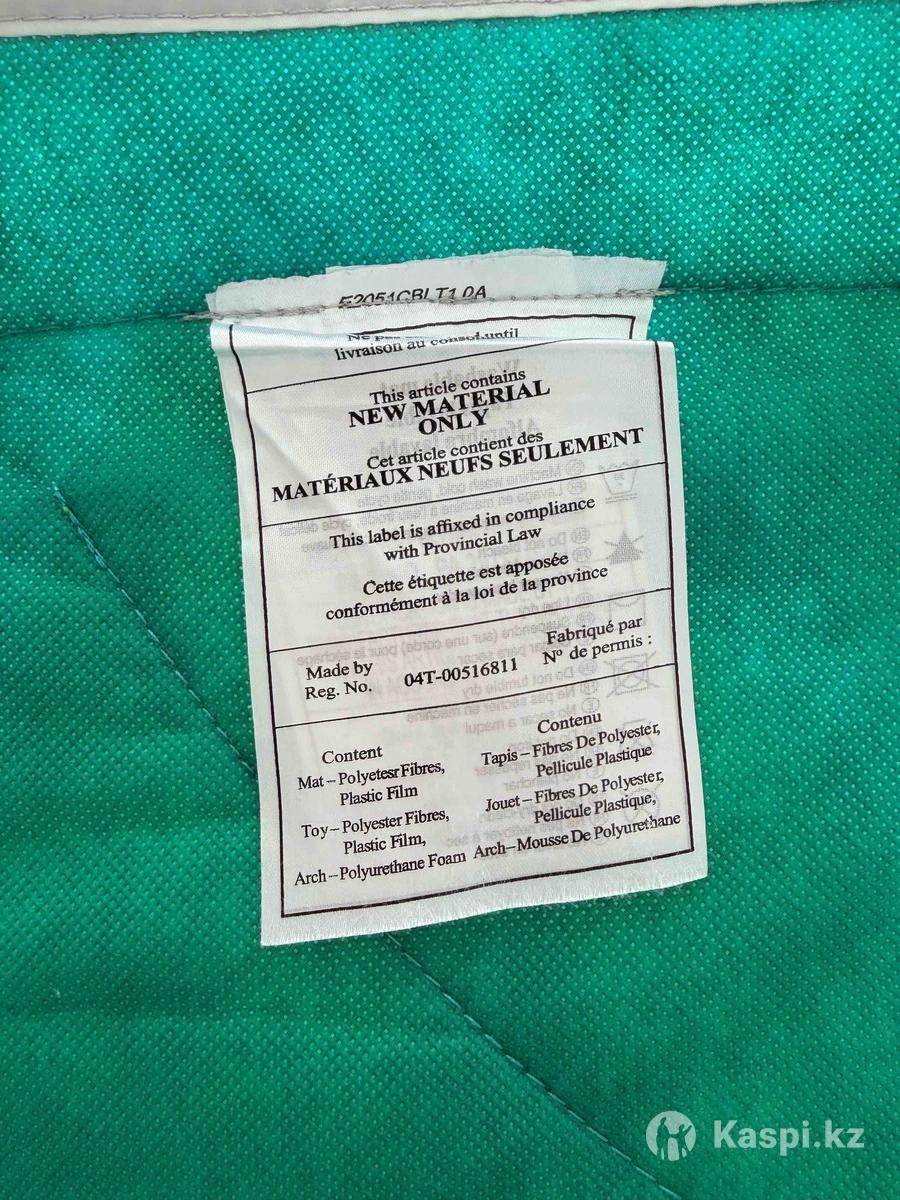 E2051CBLT1.0A
Ne pas
until
livraison au consol.
This article contains
NEW MATERIAL
ONLY
Cet article contient des
MATÉRIAUX NEUFS SEULEMENT
This label is affixed in compliance
with Provincial Law
Cette étiquette est apposée
conformément à la loi de la province
Made by
Reg. No.
04T-00516811
Fabriqué par
Nº de permis :
Content
Mat – Polyetesr Fibres,
Plastic Film
Toy – Polyester Fibres,
Plastic Film,
Arch – Polyurethane Foam
Contenu
Tapis – Fibres De Polyester,
Pellicule Plastique
Jouet – Fibres De Polyester,
Pellicule Plastique,
Arch – Mousse De Polyurethane
Kaspi.kz